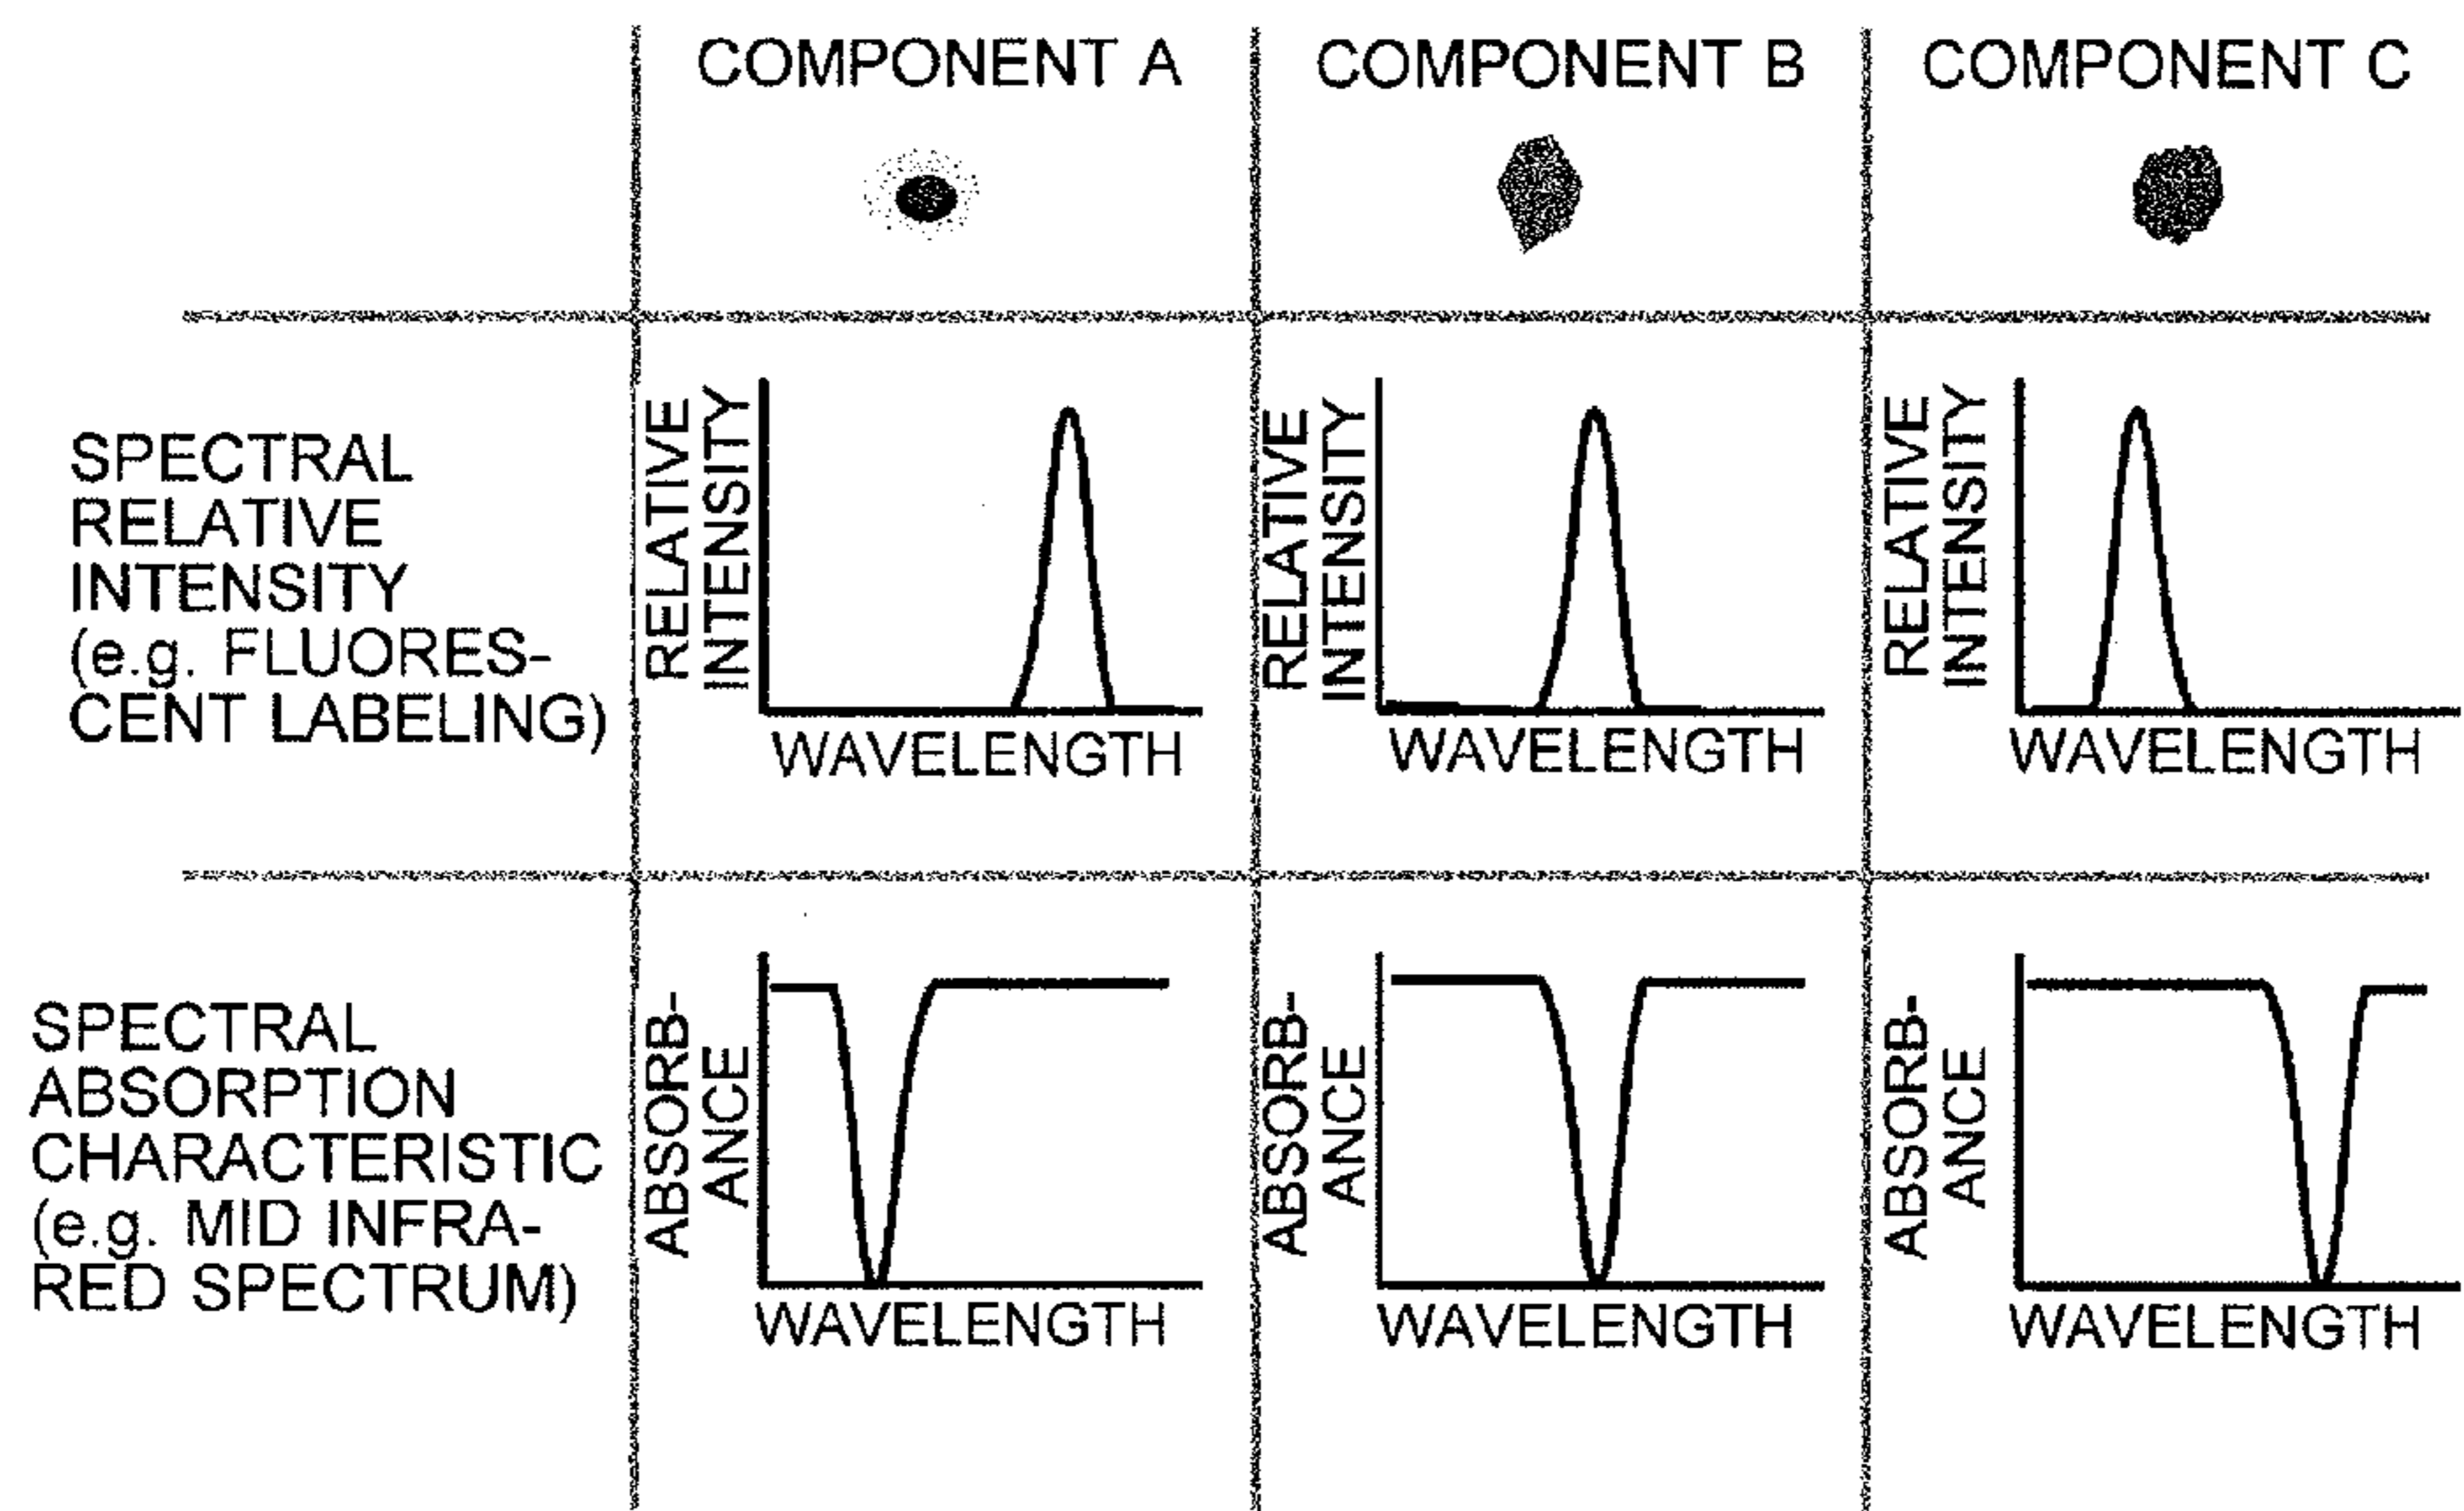 COMPONENT A
COMPONENT B
COMPONENT C
SPECTRAL
RELATIVE
INTENSITY
(e.g. FLUORES-
CENT LABELING)
RELATIVE
INTENSITY
WAVELENGTH
RELATIVE
INTENSITY
WAVELENGTH
RELATIVE
INTENSITY
WAVELENGTH
SPECTRAL
ABSORPTION
CHARACTERISTIC
(e.g. MID INFRA-
RED SPECTRUM)
ABSORB-
ANCE
WAVELENGTH
ABSORB-
ANCE
WAVELENGTH
ABSORB-
ANCE
WAVELENGTH